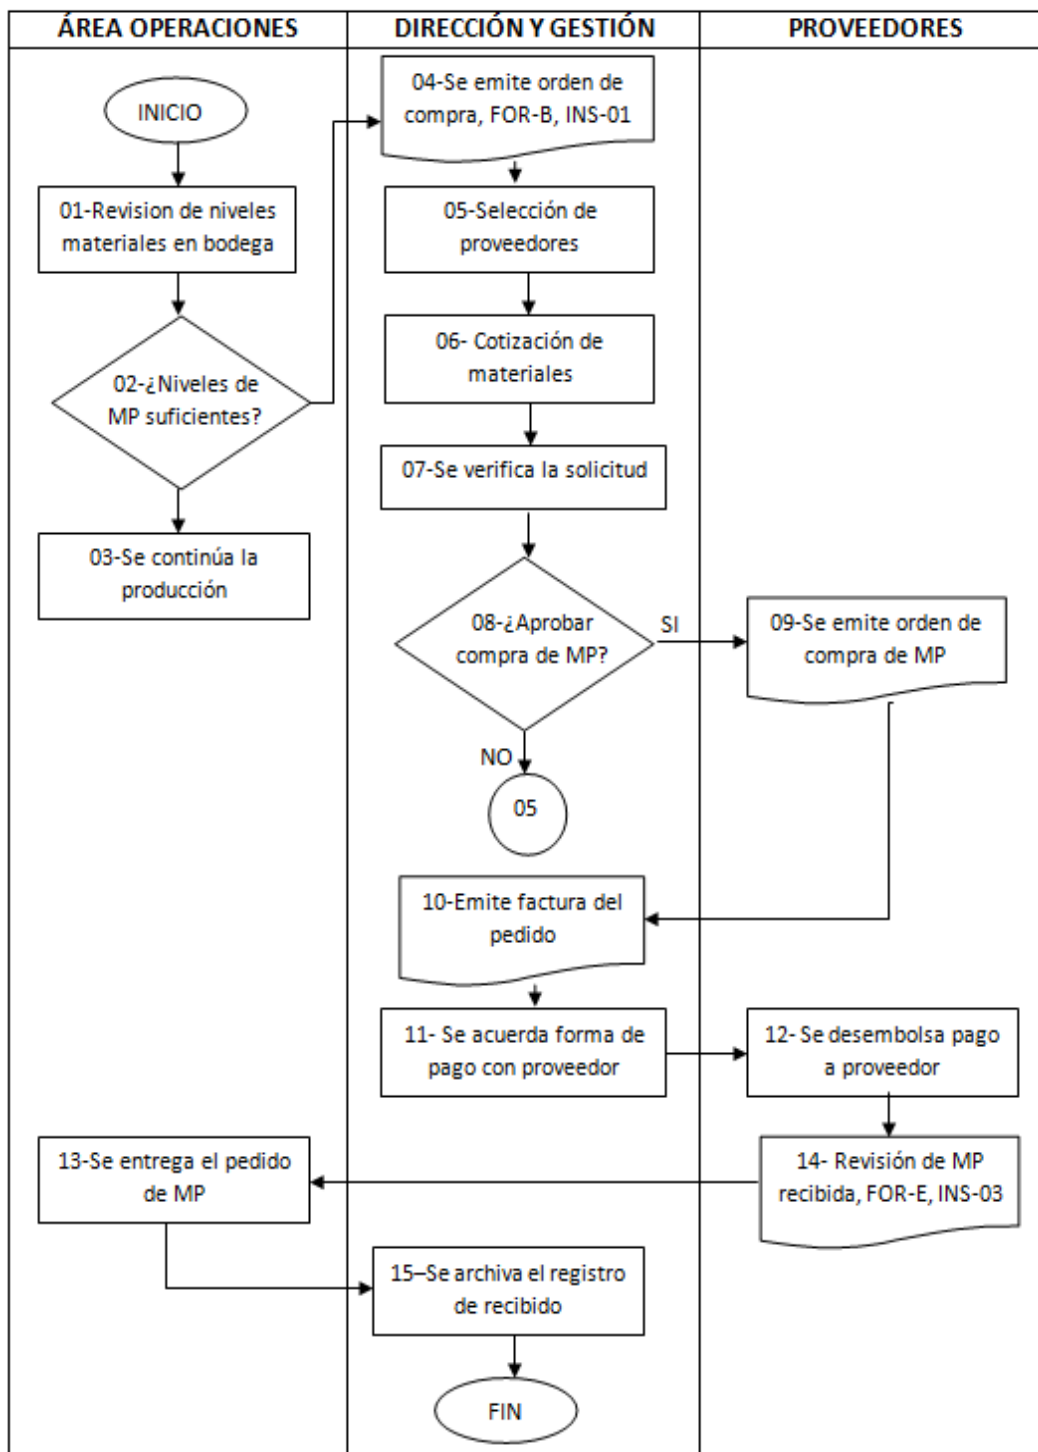 ÁREA OPERACIONES
DIRECCIÓN Y GESTIÓN
PROVEEDORES
INICIO
01-Revision de niveles
materiales en bodega
02-¿Niveles de
MP suficientes?
03-Se continúa la
producción
04-Se emite orden de
compra, FOR-B, INS-01
05-Selección de
proveedores
06- Cotización de
materiales
07-Se verifica la solicitud
08-¿Aprobar
compra de MP?
SI
09-Se emite orden de
compra de MP
NO
05
10-Emite factura del
pedido
11- Se acuerda forma de
pago con proveedor
12- Se desembolsa pago
a proveedor
13-Se entrega el pedido
de MP
14- Revisión de MP
recibida, FOR-E, INS-03
15–Se archiva el registro
de recibido
FIN